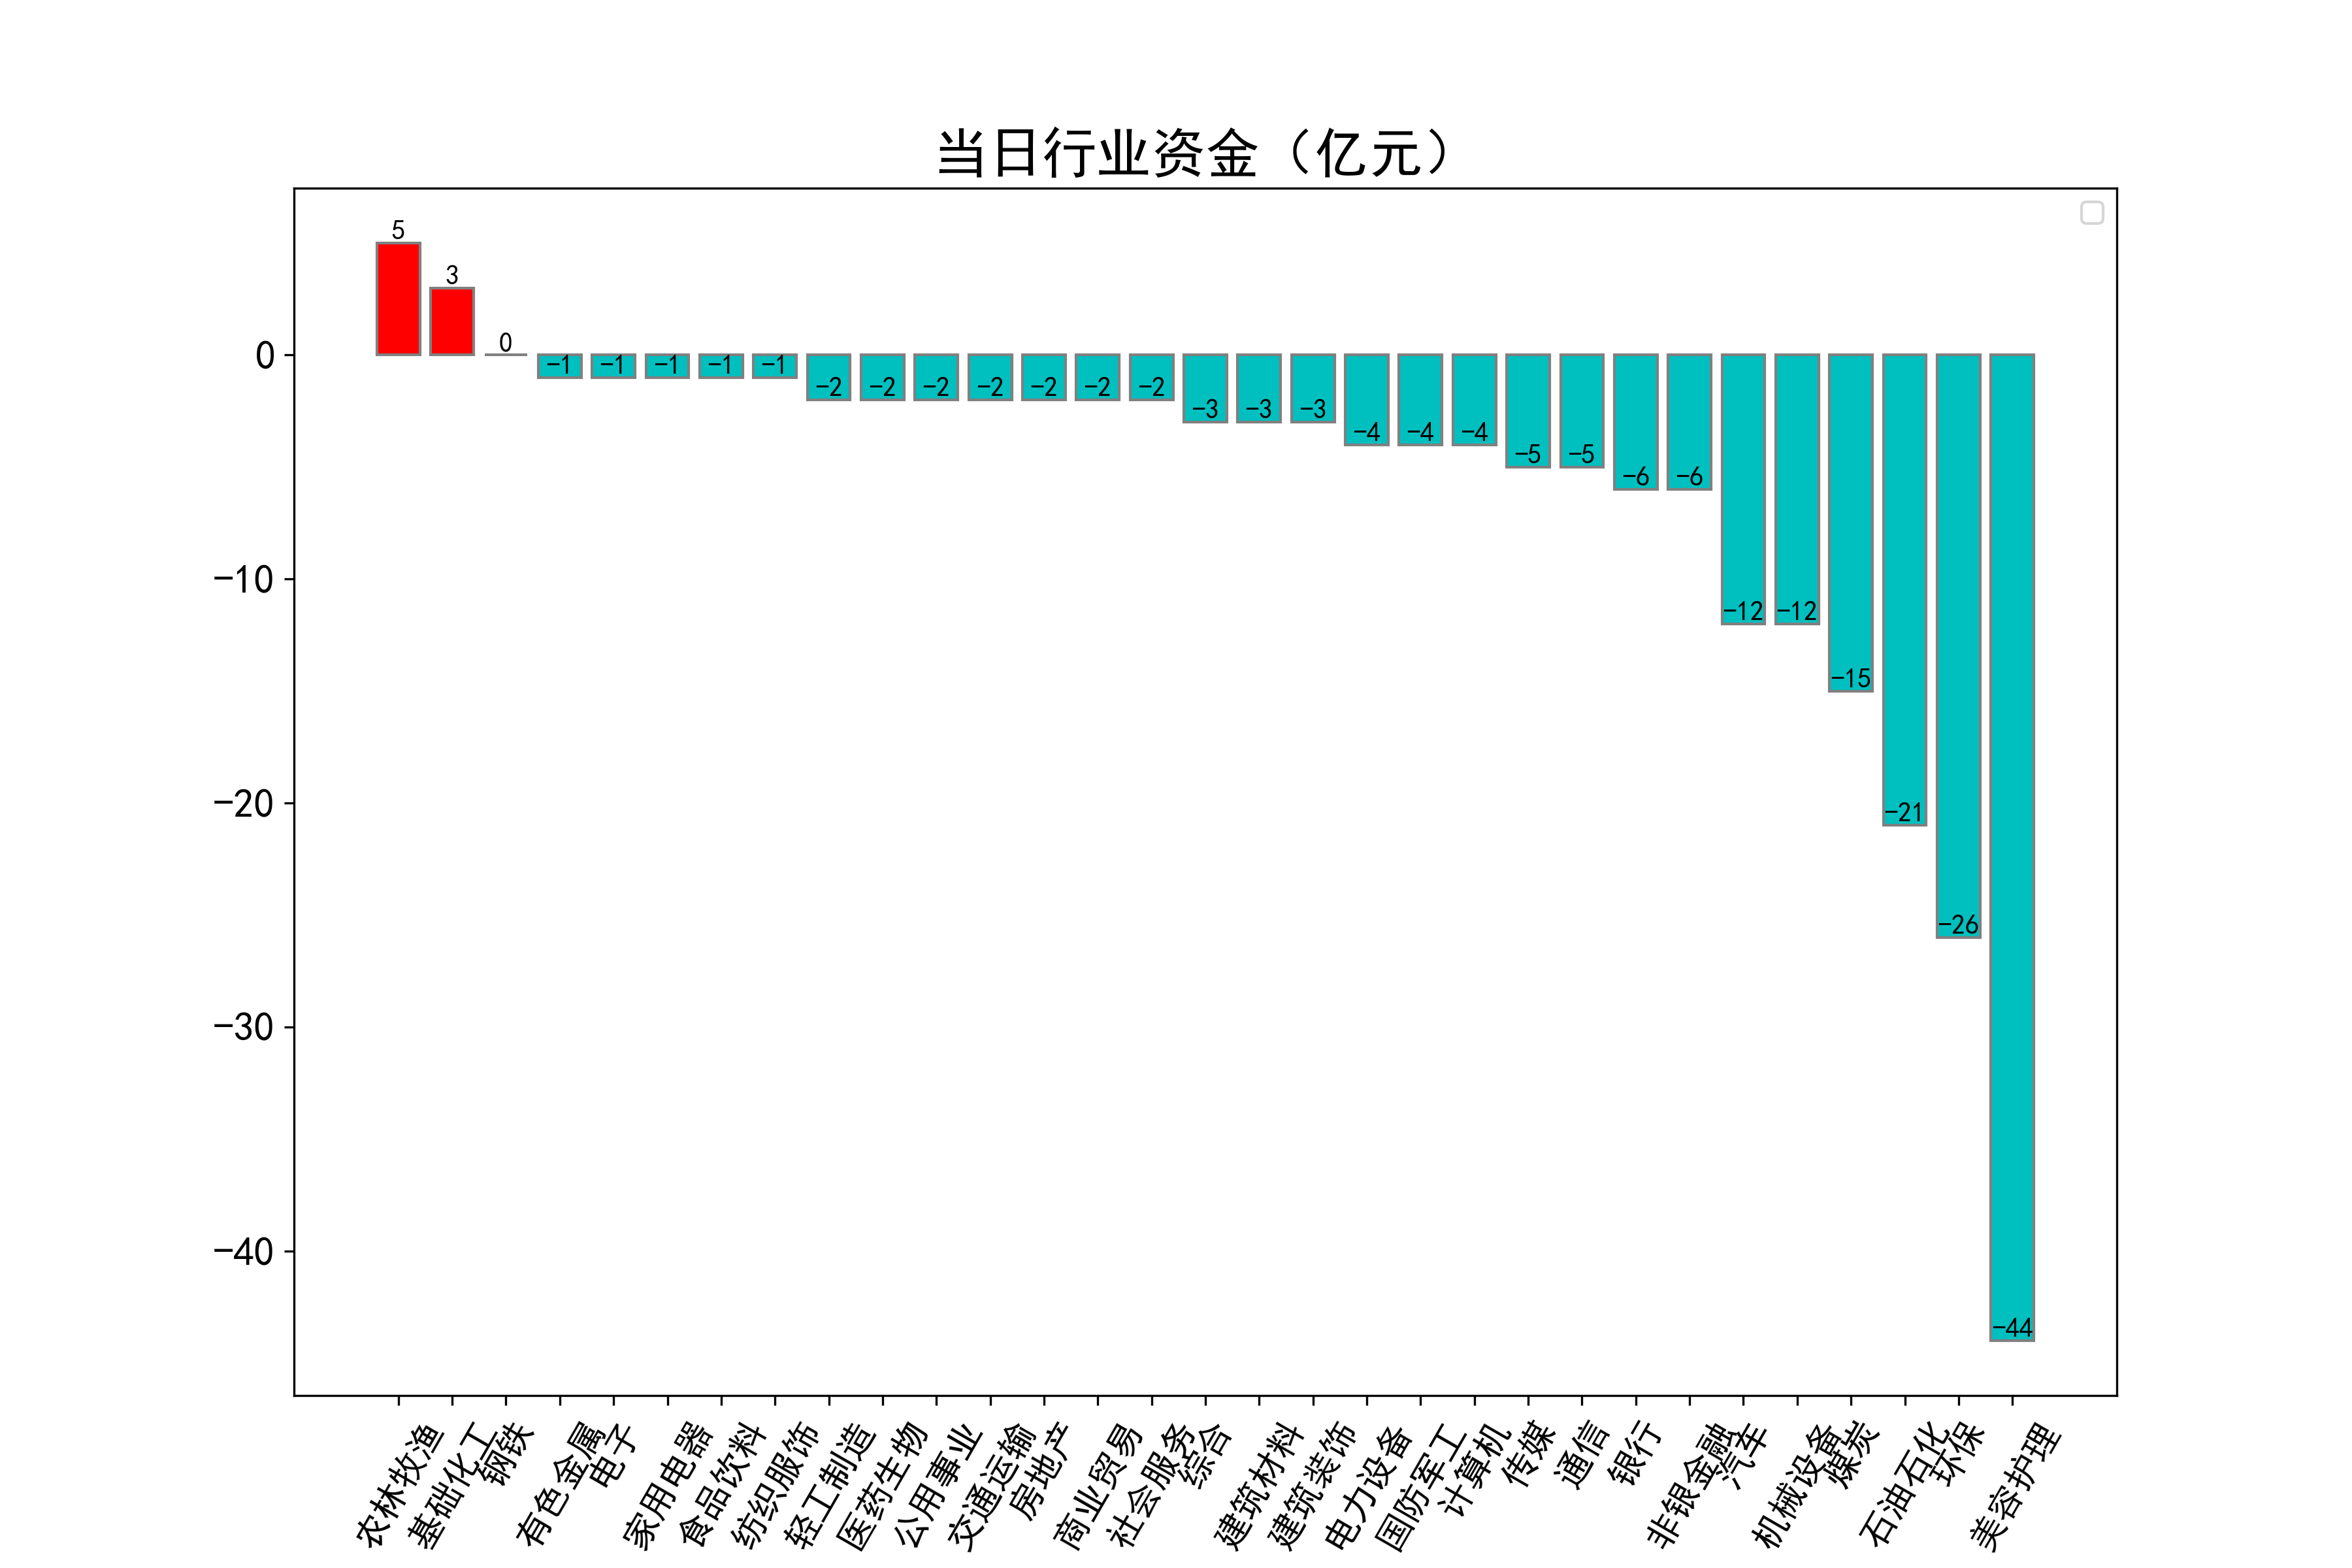 当日行业资金（亿元）
5
3
0
−1
−1
−1
−1
−1
−2
−2
−2
−2
−2
−2
−2
−3
−3
−3
−4
−4
−4
−5
−5
−6
−6
−12
−12
−15
−21
−26
−44
0
−10
−20
−30
−40
农林牧渔
基础化工
钢铁
有色金属
电子
家用电器
食品饮料
纺织服饰
轻工制造
医药生物
公用事业
交通运输
房地产
商业贸易
社会服务
综合
建筑材料
建筑装饰
电力设备
国防军工
计算机
传媒
通信
银行
非银金融
汽车
机械设备
煤炭
石油石化
环保
美容护理